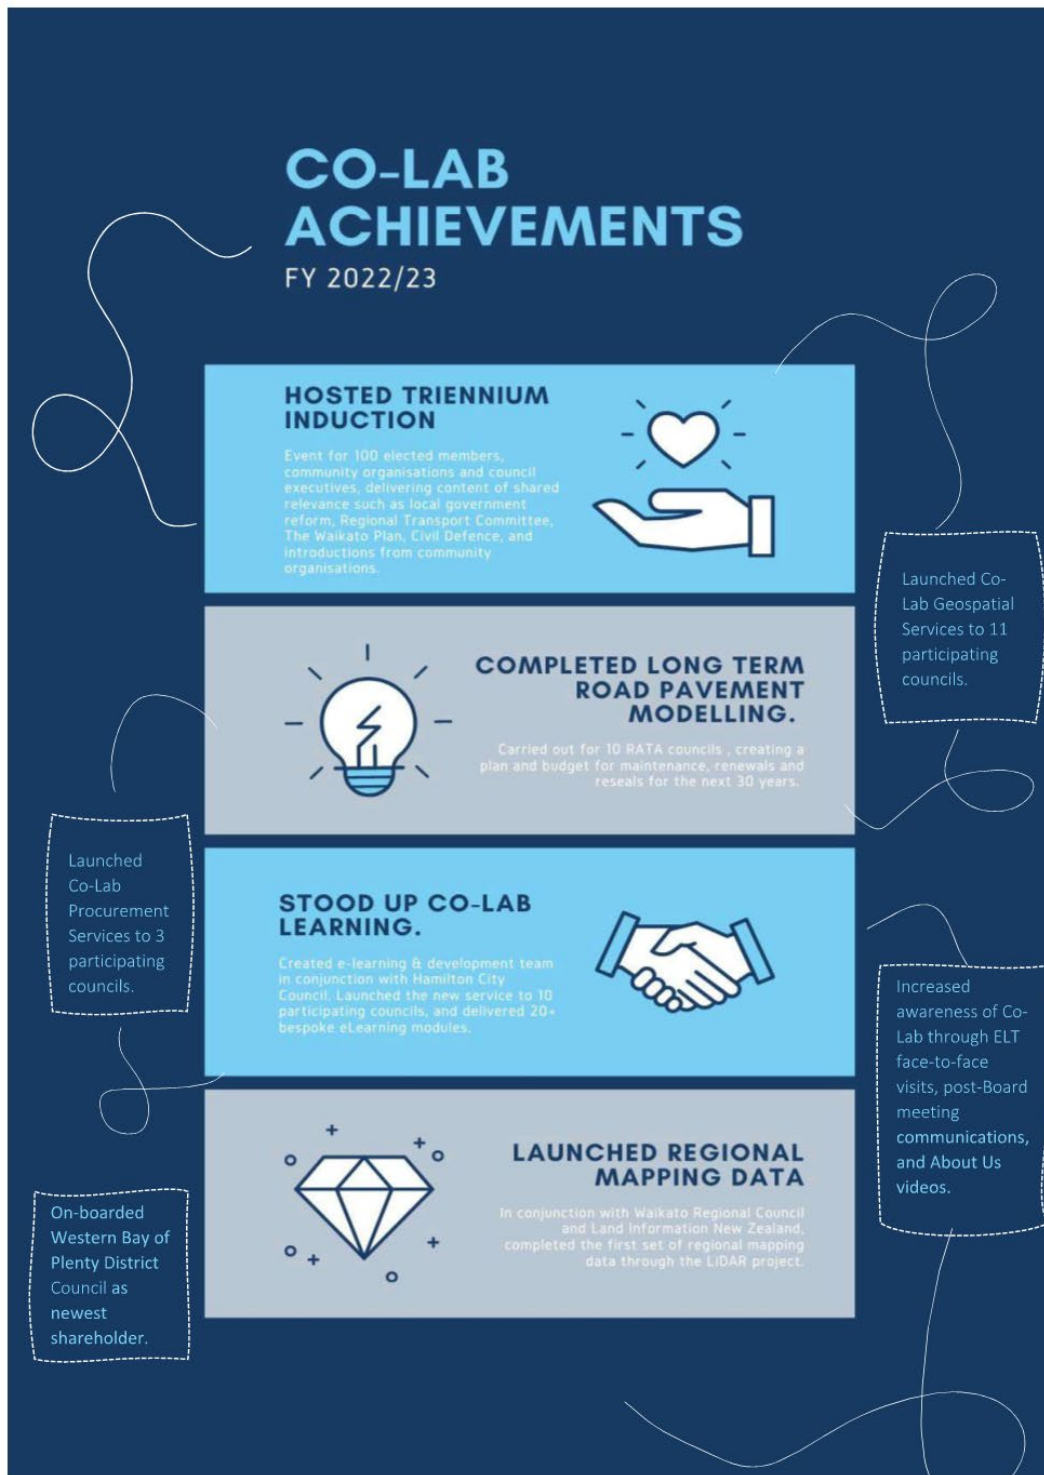 CO-LAB
ACHIEVEMENTS
FY 2022/23
HOSTED TRIENNIUM
INDUCTION
Event for 100 elected members,
community organisations and council
executives, delivering content of shared
relevance such as local government
reform, Regional Transport Committee,
The Waikato Plan, Civil Defence, and
introductions from community
organisations.
Launched Co-
Lab Geospatial
Services to 11
participating
councils.
COMPLETED LONG TERM
ROAD PAVEMENT
MODELLING.
Carried out for 10 RATA councils , creating a
plan and budget for maintenance, renewals and
reseals for the next 30 years.
Launched
Co-Lab
Procurement
Services to 3
participating
councils.
STOOD UP CO-LAB
LEARNING.
Created e-learning & development team
in conjunction with Hamilton City
Council. Launched the new service to 10
participating councils, and delivered 20+
bespoke eLearning modules.
Increased
awareness of Co-
Lab through ELT
face-to-face
visits, post-Board
meeting
communications,
and About Us
videos.
LAUNCHED REGIONAL
MAPPING DATA
In conjunction with Waikato Regional Council
and Land Information New Zealand,
completed the first set of regional mapping
data through the LiDAR project.
On-boarded
Western Bay of
Plenty District
Council as
newest
shareholder.